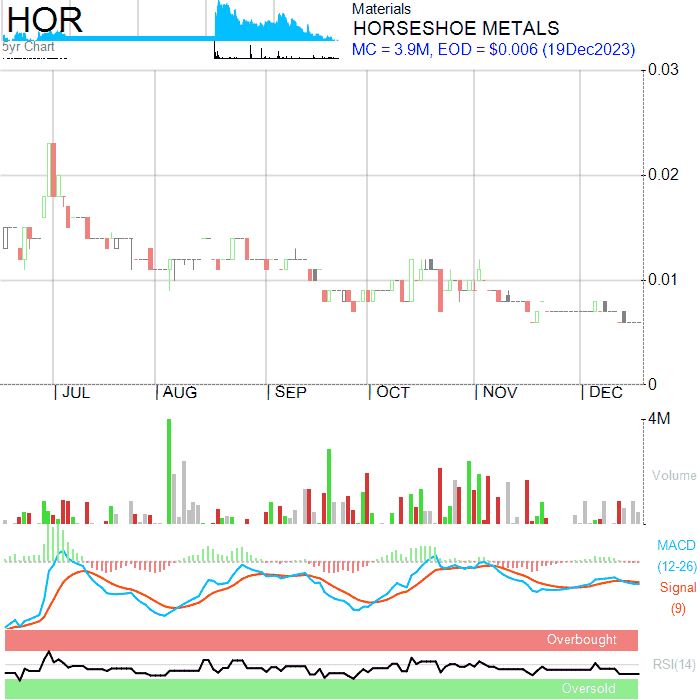 HOR
5yr Chart
Materials
HORSESHOE METALS
MC = 3.9M, EOD = $0.006 (19Dec2023)
0.03
0.02
0.01
0
JUL AUG SEP OCT NOV DEC
4M
Volume
MACD
(12-26)
Signal
(9)
Overbought
RSI(14)
Oversold